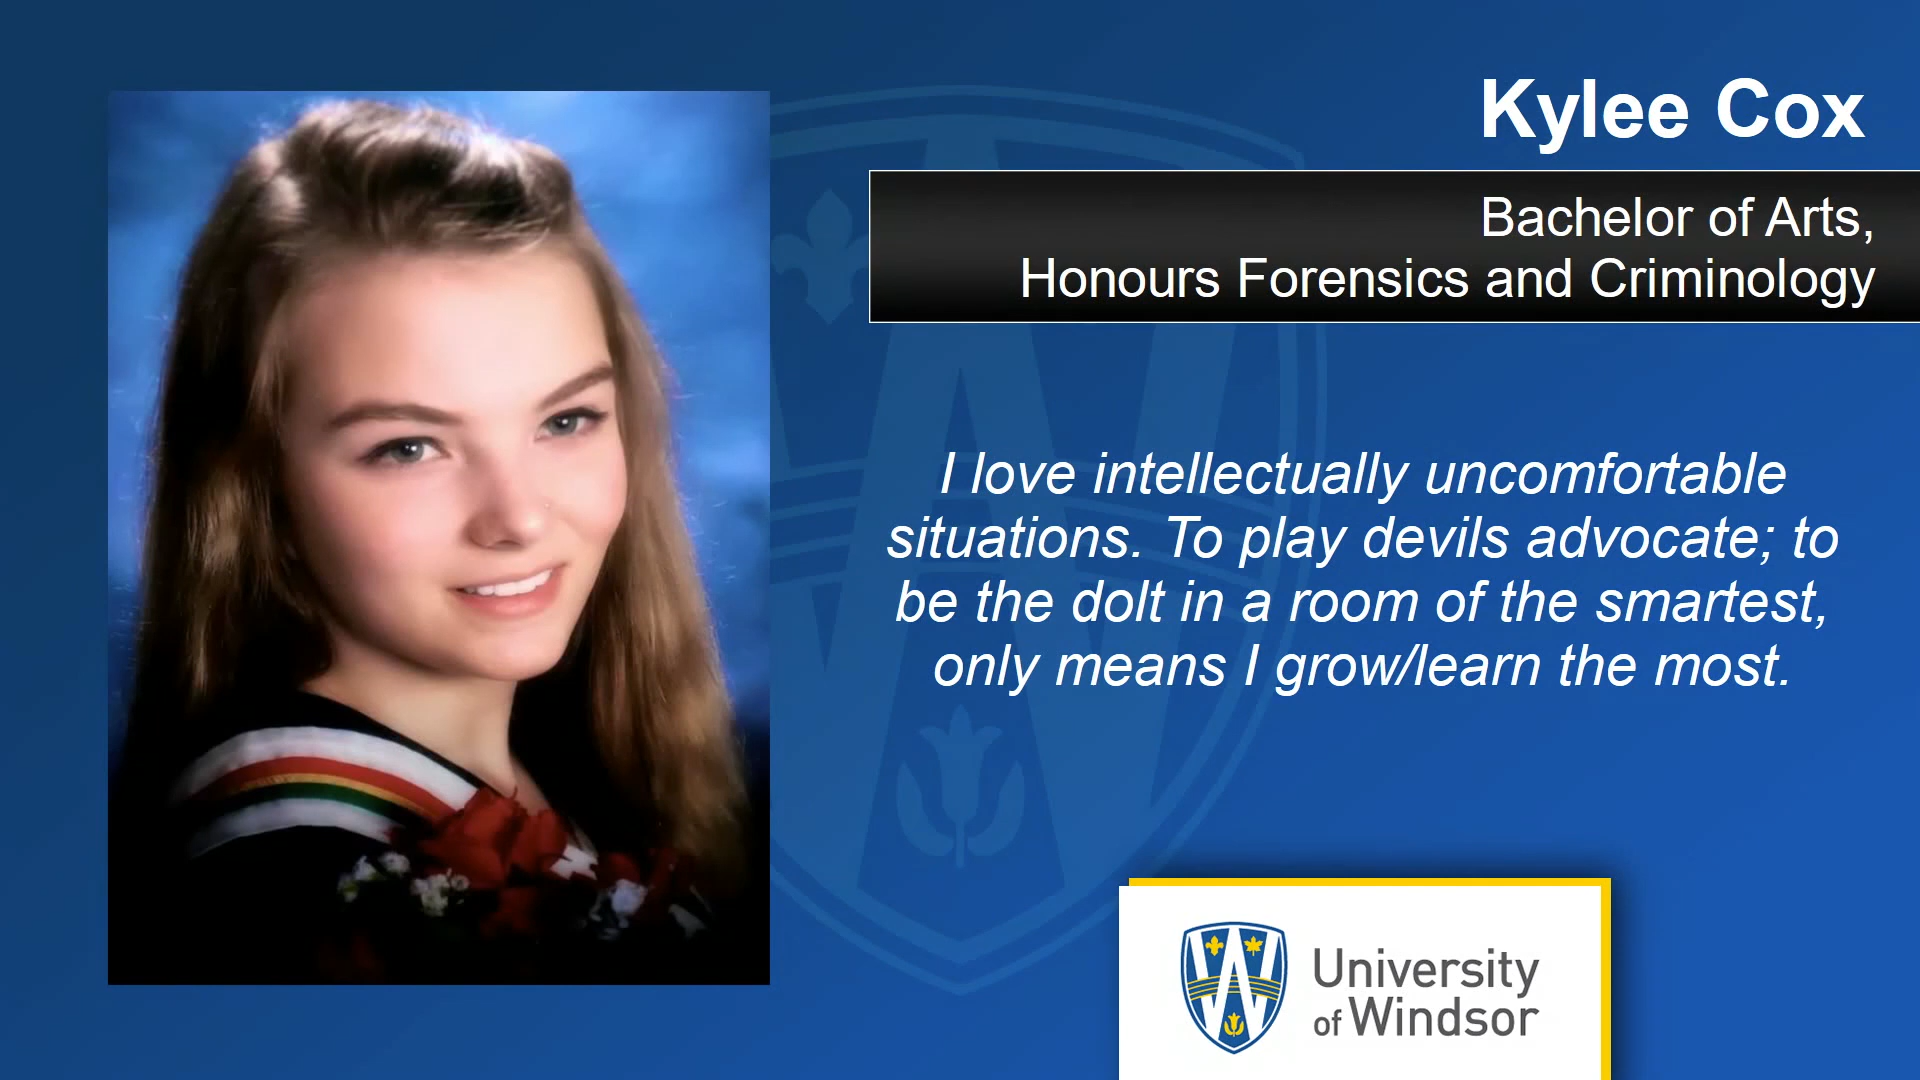 Kylee Cox
Bachelor of Arts,
Honours Forensics and Criminology
I love intellectually uncomfortable
situations. To play devils advocate; to
be the dolt in a room of the smartest,
only means I grow/learn the most.
University
of Windsor